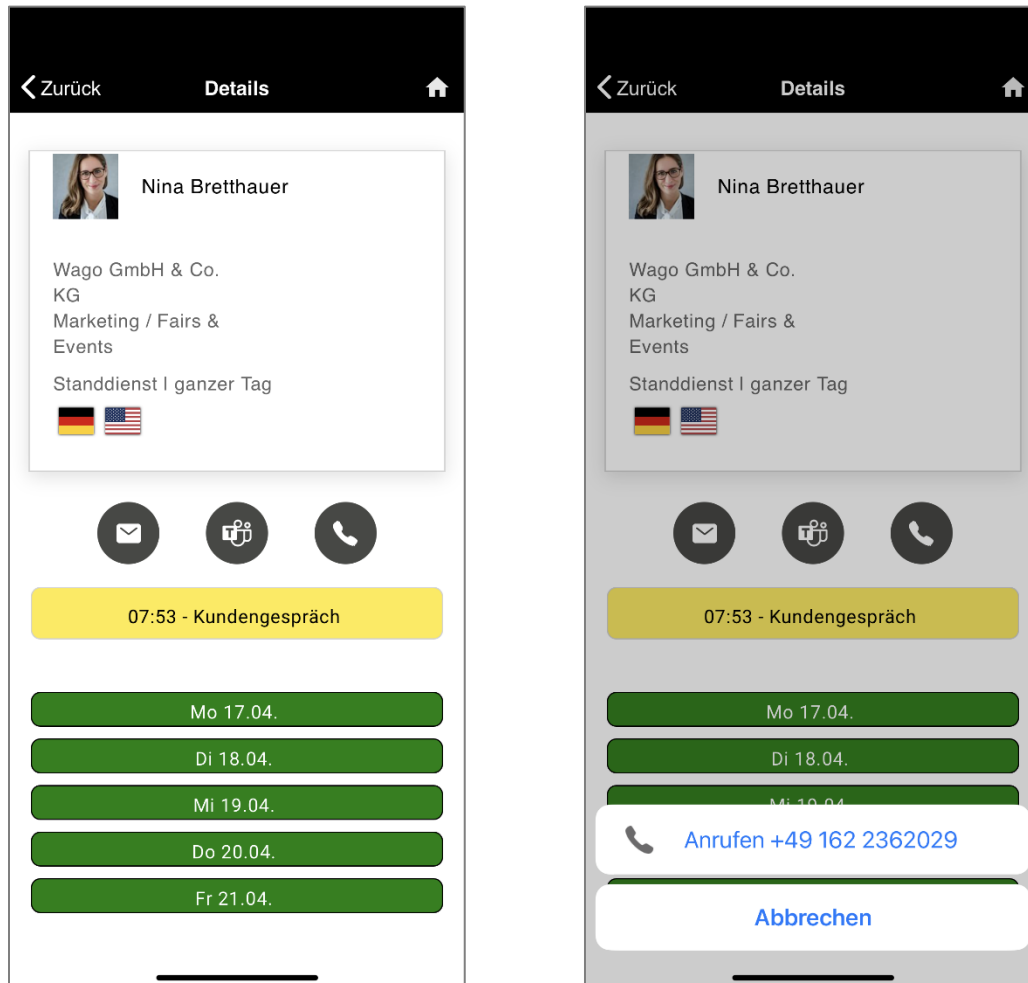 Zurück Details
Nina Bretthauer
Wago GmbH & Co.
KG
Marketing / Fairs &
Events
Standdienst | ganzer Tag
07:53 - Kundengespräch
Mo 17.04.
Di 18.04.
Mi 19.04.
Do 20.04.
Fr 21.04.
Zurück Details
Nina Bretthauer
Wago GmbH & Co.
KG
Marketing / Fairs &
Events
Standdienst | ganzer Tag
07:53 - Kundengespräch
Mo 17.04.
Di 18.04.
Mi 19.04.
Anrufen +49 162 2362029
Abbrechen